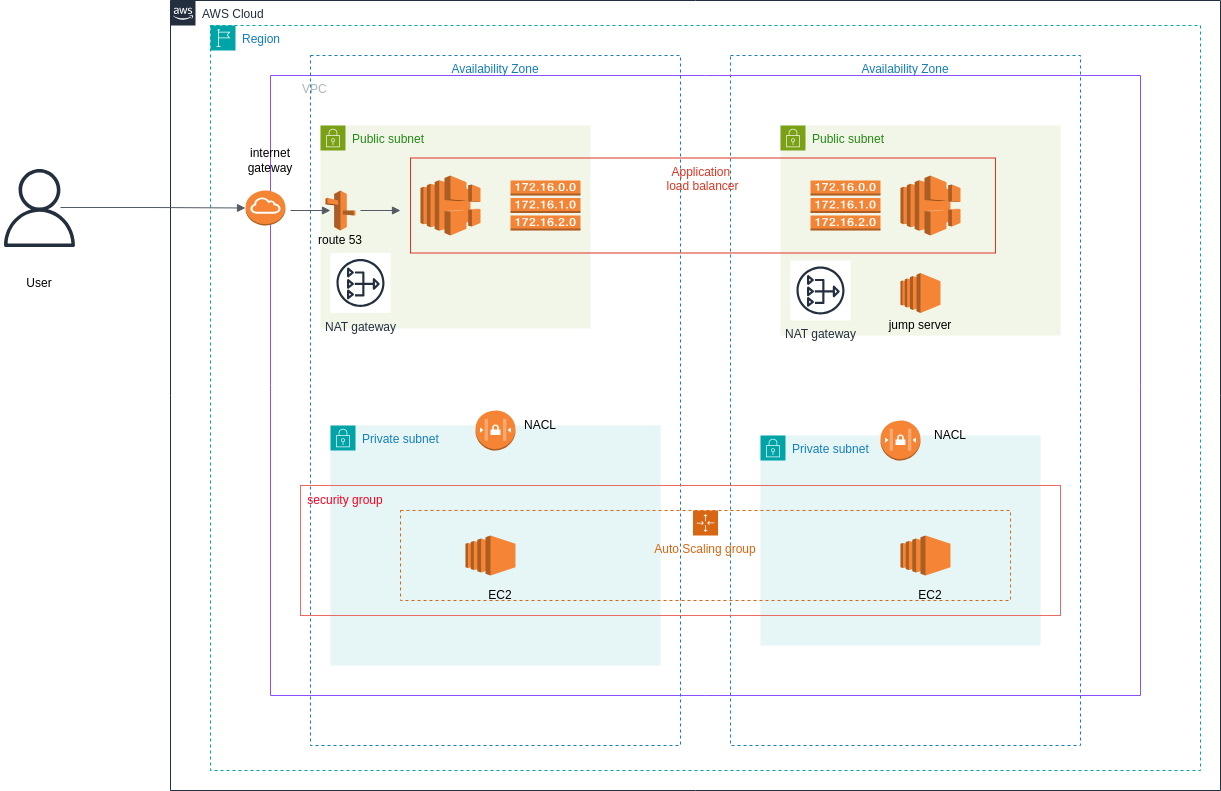 aws
AWS Cloud
Region
Availability Zone
Availability Zone
VPC
Public subnet
Public subnet
internet
gateway
Application
load balancer
172.16.0.0
172.16.1.0
172.16.2.0
172.16.0.0
172.16.1.0
172.16.2.0
route 53
User
NAT gateway
NAT gateway
jump server
NACL
NACL
Private subnet
Private subnet
security group
Auto Scaling group
EC2
EC2